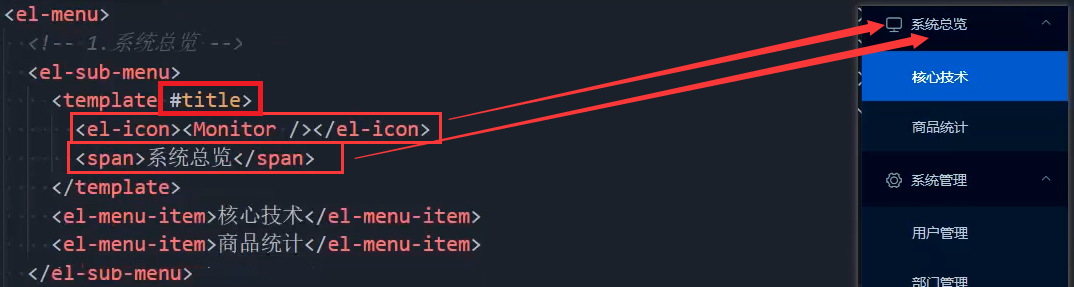 <el-menu>
<!-- 1.系统总览 -->
<el-sub-menu>
<template #title>
<el-icon><Monitor /></el-icon>
<span>系统总览</span>
</template>
<el-menu-item>核心技术</el-menu-item>
<el-menu-item>商品统计</el-menu-item>
</el-sub-menu>
系统总览
核心技术
商品统计
系统管理
用户管理
部门管理